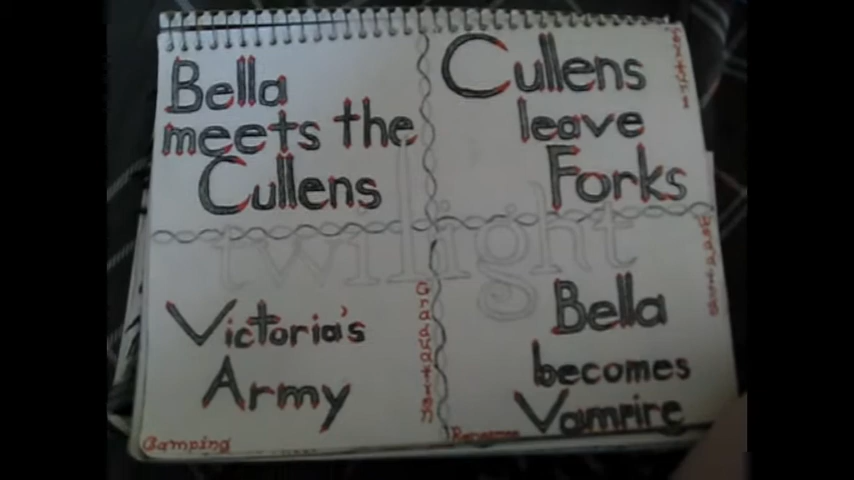 Bella
meets the
Cullens
Cullens
leave
Forks
twilight
Victoria's
Army
Graduation
Camping
Bella
becomes
Vampire